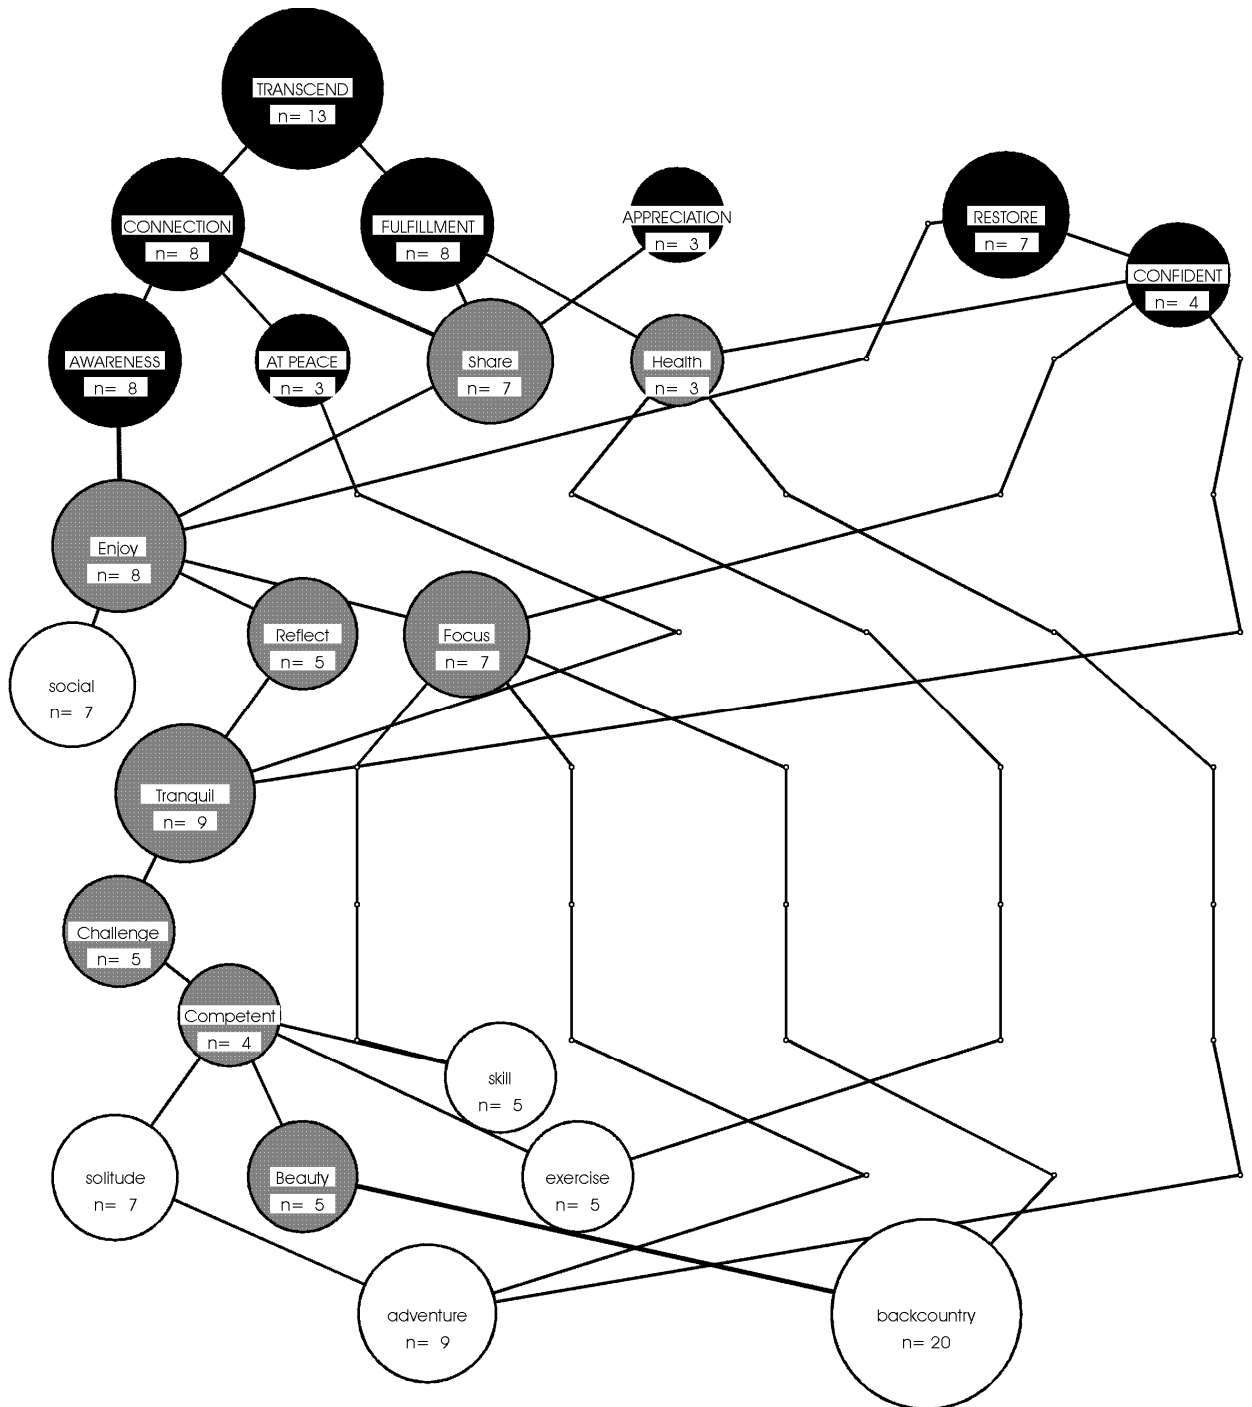 TRANSCEND
n= 13
CONNECTION
n= 8
FULFILLMENT
n= 8
APPRECIATION
n= 3
RESTORE
n= 7
CONFIDENT
n= 4
AWARENESS
n= 8
AT PEACE
n= 3
Share
n= 7
Health
n= 3
Enjoy
n= 8
Reflect
n= 5
Focus
n= 7
social
n= 7
Tranquil
n= 9
Challenge
n= 5
Competent
n= 4
skill
n= 5
solitude
n= 7
Beauty
n= 5
exercise
n= 5
adventure
n= 9
backcountry
n= 20